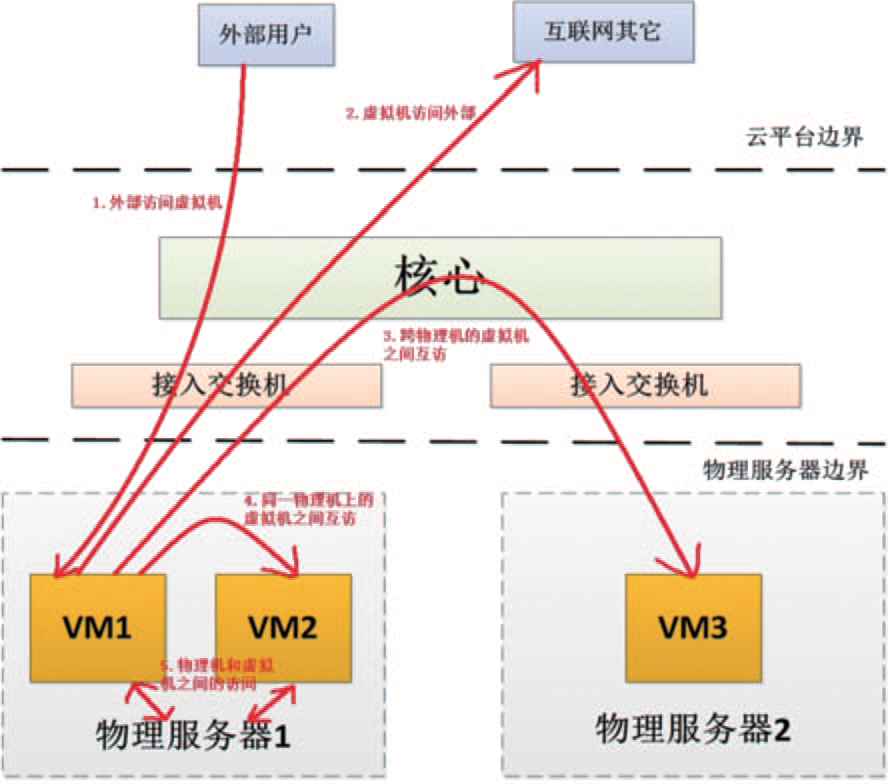 外部用户
互联网其它
2.虚拟机访问外部
云平台边界
1.外部访问虚拟机
核心
3.跨物理机的虚拟机
之间互访
接入交换机
接入交换机
物理服务器边界
4.同一物理机上的
虚拟机之间互访
VM1
VM2
VM3
5.物理机和虚拟
机之间的访问
物理服务器1
物理服务器2